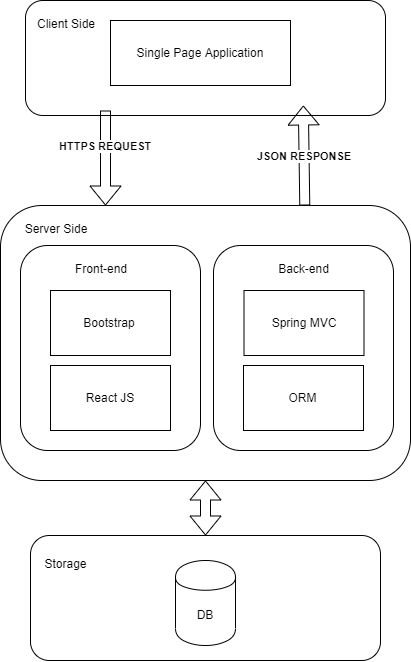 Client Side
Single Page Application
HTTPS REQUEST
JSON RESPONSE
Server Side
Front-end
Back-end
Bootstrap
Spring MVC
React JS
ORM
Storage
DB